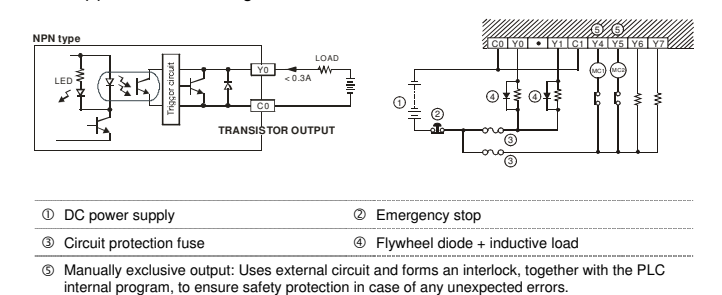 NPN type
LED
Trigger circuit
Y0
LOAD
< 0.3A
C0
TRANSISTOR OUTPUT
⑤ ⑤
C0 Y0 • Y1 C1 Y4 Y5 Y6 Y7
MC1 MC2
①
④ ④
②
③
③
① DC power supply ② Emergency stop
③ Circuit protection fuse ④ Flywheel diode + inductive load
⑤ Manually exclusive output: Uses external circuit and forms an interlock, together with the PLC
internal program, to ensure safety protection in case of any unexpected errors.